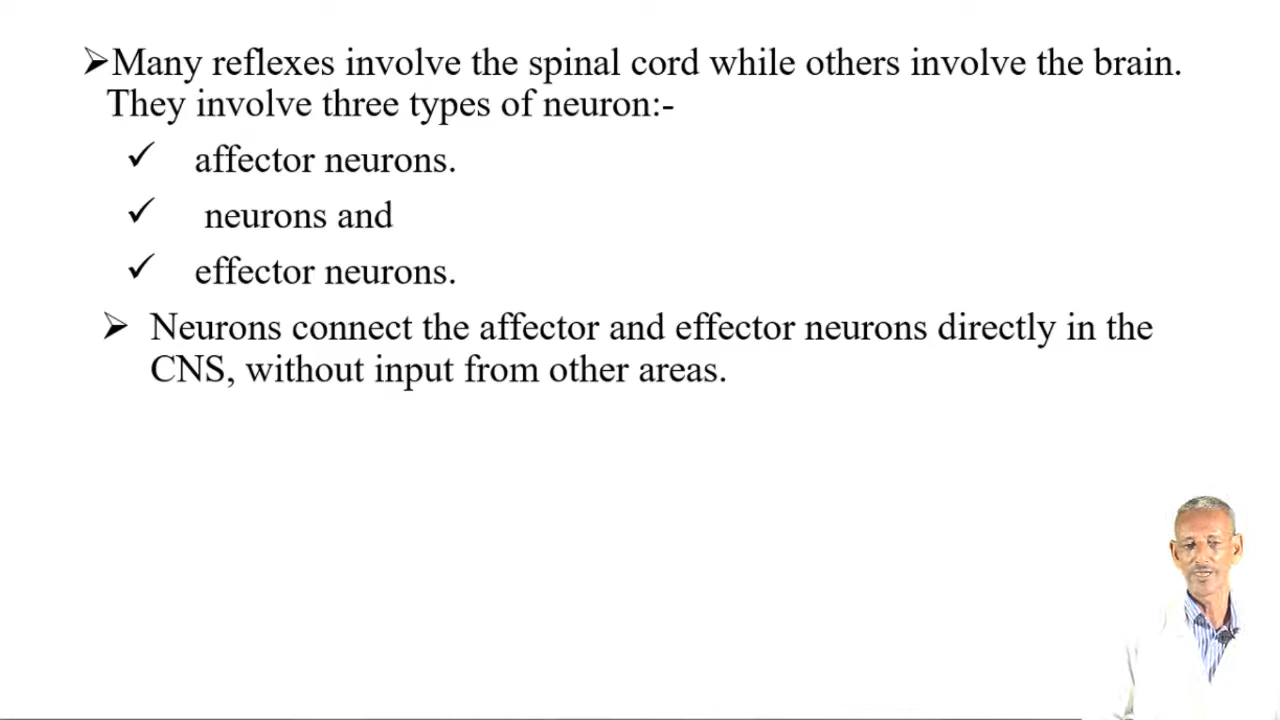 ➢Many reflexes involve the spinal cord while others involve the brain.
They involve three types of neuron:-
✓ affector neurons.
✓ neurons and
✓ effector neurons.
➢ Neurons connect the affector and effector neurons directly in the
CNS, without input from other areas.